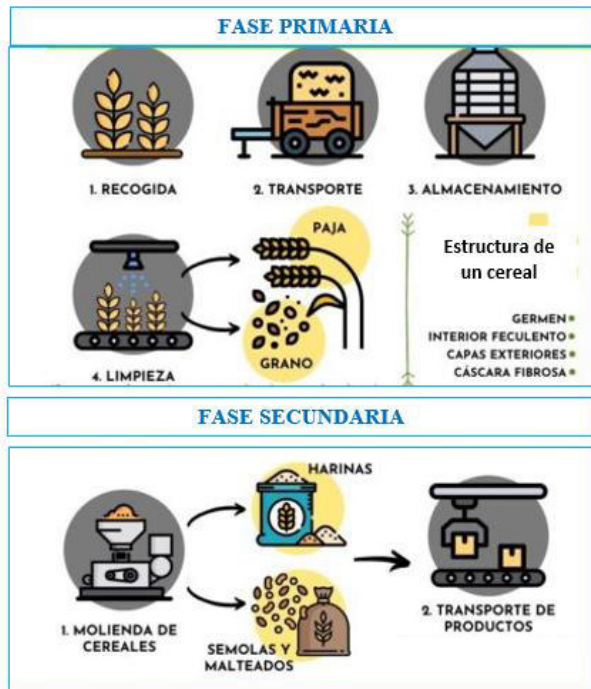 FASE PRIMARIA
1. RECOGIDA
2. TRANSPORTE
3. ALMACENAMIENTO
PAJA
GRANO
4. LIMPIEZA
Estructura de
un cereal
GERMEN
INTERIOR FECULENTO
CAPAS EXTERIORES
CÁSCARA FIBROSA
FASE SECUNDARIA
1. MOLIENDA DE
CEREALES
HARINAS
SEMOLAS Y
MALTEADOS
2. TRANSPORTE DE
PRODUCTOS